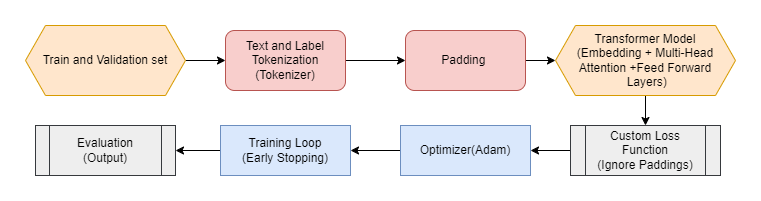 Train and Validation set
Text and Label
Tokenization
(Tokenizer)
Padding
Transformer Model
(Embedding + Multi-Head
Attention +Feed Forward
Layers)
Evaluation
(Output)
Training Loop
(Early Stopping)
Optimizer(Adam)
Custom Loss
Function
(Ignore Paddings)